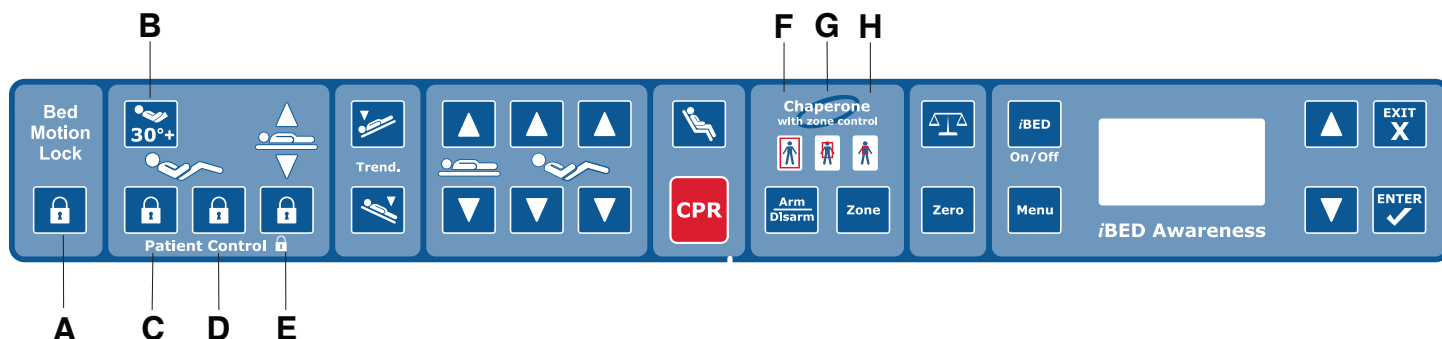 B
F G H
Bed
Motion
Lock
30°+
Patient Control
Trend.
CPR
Chaperone
with zone control
Arm
Disarm
Zone
Zero
iBED
On/Off
Menu
iBED Awareness
EXIT
X
ENTER
A
C D E